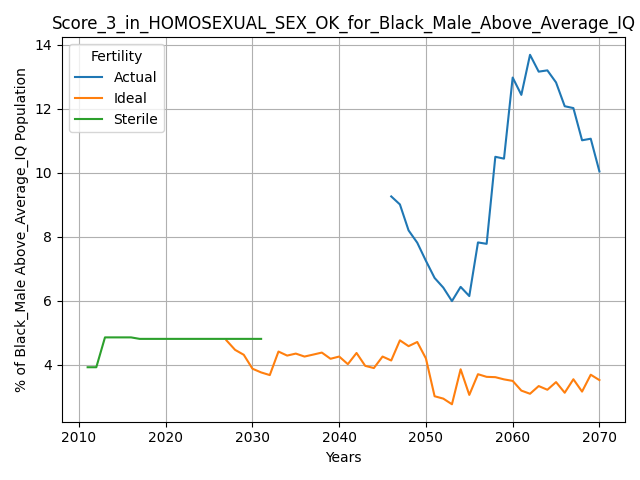 Score_3_in_HOMOSEXUAL_SEX_OK_for_Black_Male_Above_Average_IQ
% of Black_Male Above_Average_IQ Population
14
12
10
8
6
4
Fertility
Actual
Ideal
Sterile
2010
2020
2030
2040
2050
2060
2070
Years